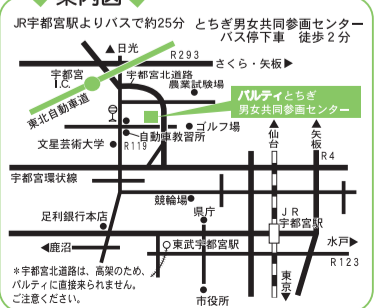 ◆案内図◆
JR宇都宮駅よりバスで約25分 とちぎ男女共同参画センター
バス停下車 徒歩2分
▲日光
R293
さくら・矢板▶
宇都宮
I.C.
宇都宮北道路
農業試験場
パルティとちぎ
男女共同参画センター
東北自動車道
ゴルフ場
自動車教習所
文星芸術大学
R119
▲仙台
▲矢板
R4
宇都宮環状線
競輪場
足利銀行本店
県庁
JR
宇都宮駅
◀鹿沼
東武宇都宮駅
水戸▶
R123
*宇都宮北道路は、高架のため、
パルティに直接来られません。
ご注意ください。
市役所
東京▼